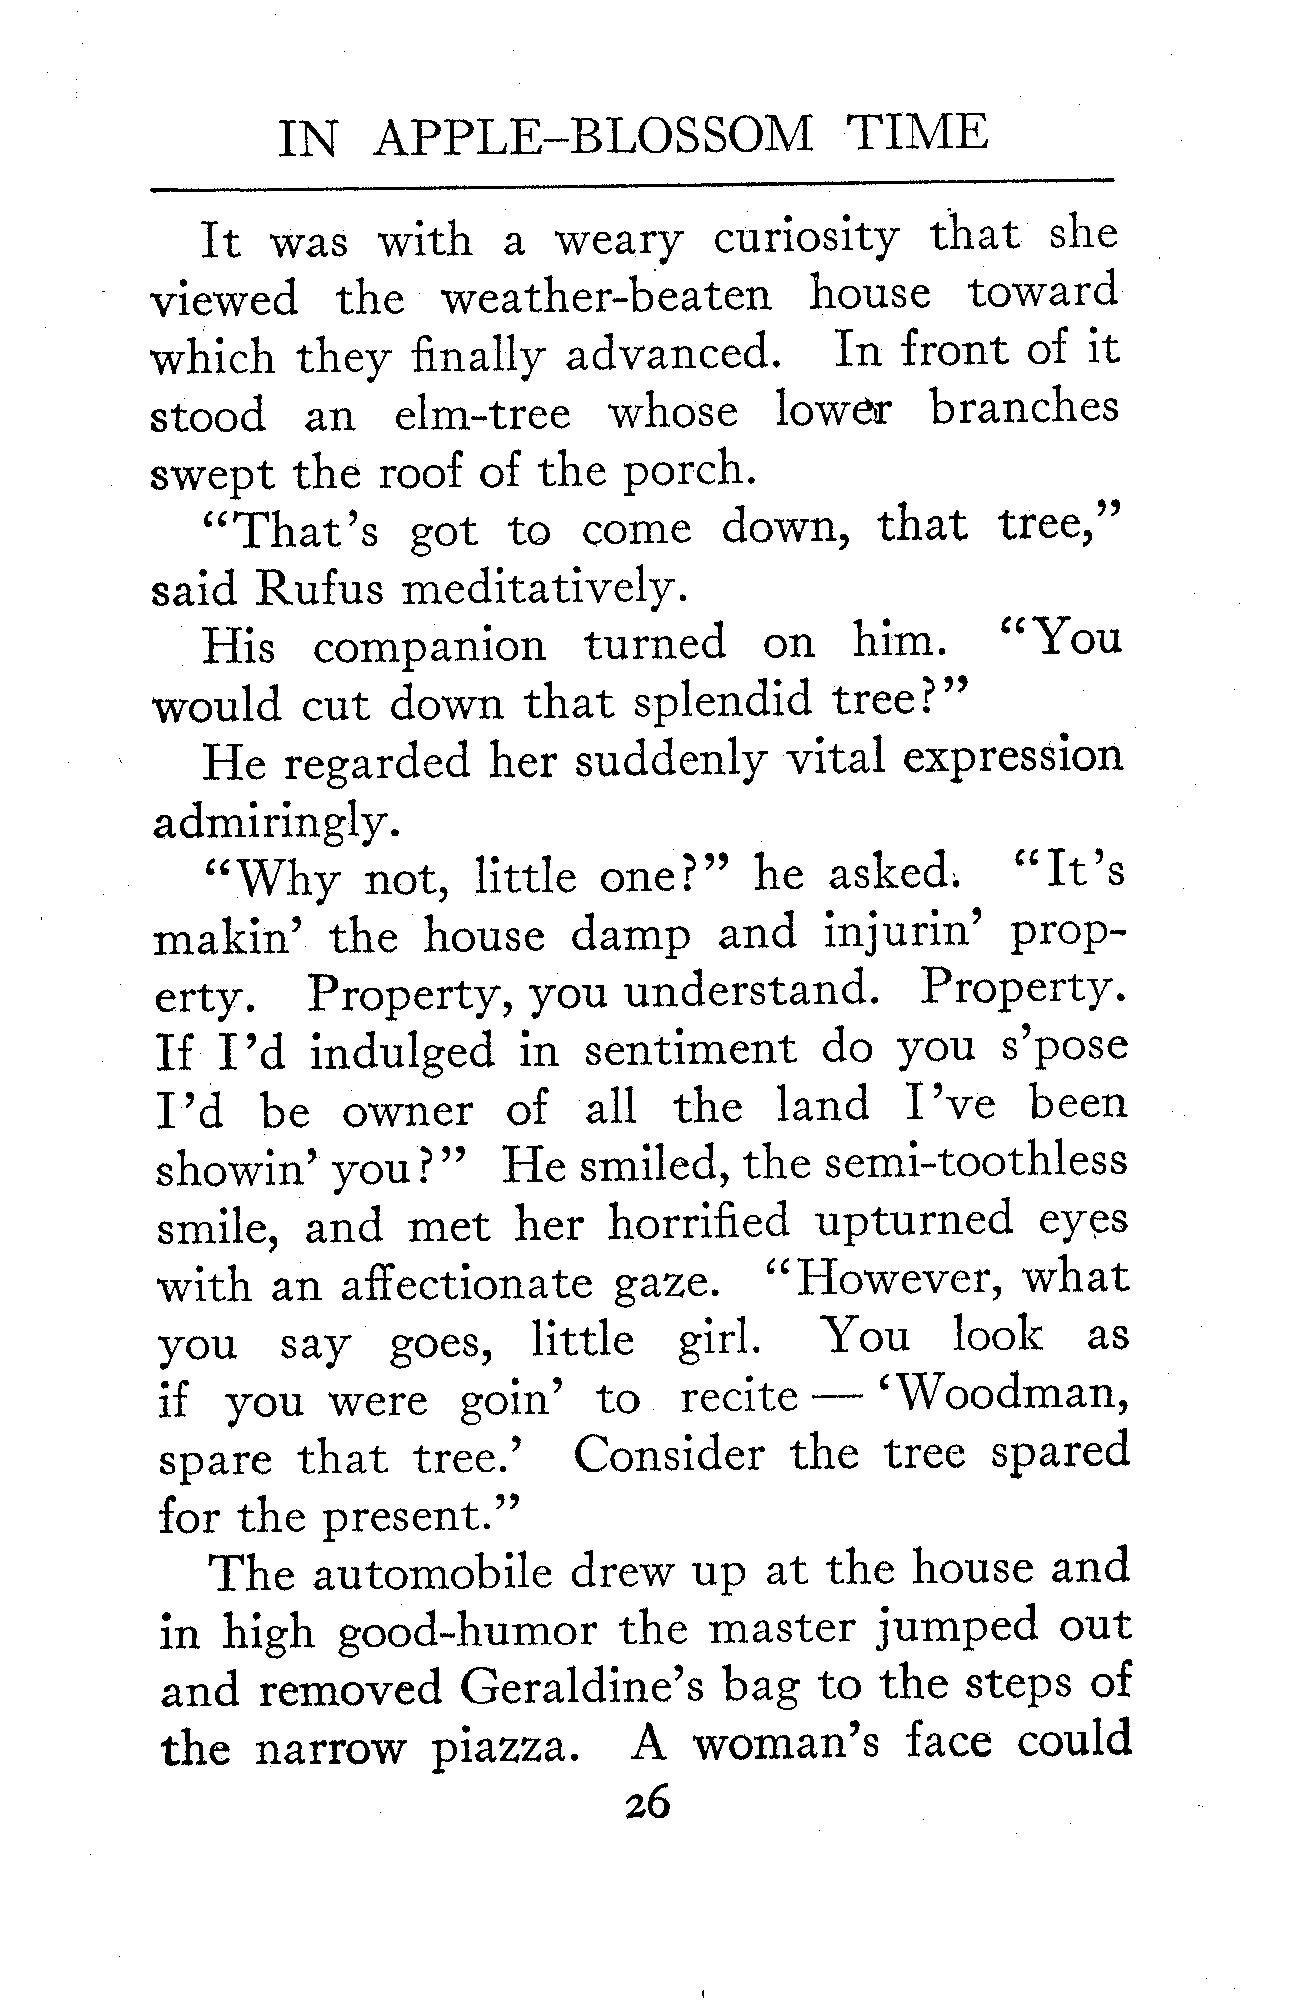 IN APPLE-BLOSSOM TIME
It was with a weary curiosity that she
viewed the weather-beaten house toward
which they finally advanced. In front of it
stood an elm-tree whose lower branches
swept the roof of the porch.
“That’s got to come down, that tree,”
said Rufus meditatively.
His companion turned on him. “You
would cut down that splendid tree?”
He regarded her suddenly vital expression
admiringly.
“Why not, little one?” he asked. “It’s
makin’ the house damp and injurin’ prop-
erty. Property, you understand. Property.
If I’d indulged in sentiment do you s’pose
I’d be owner of all the land I’ve been
showin’ you?” He smiled, the semi-toothless
smile, and met her horrified upturned eyes
with an affectionate gaze. “However, what
you say goes, little girl. You look as
if you were goin’ to recite — ‘Woodman,
spare that tree.’ Consider the tree spared
for the present.”
The automobile drew up at the house and
in high good-humor the master jumped out
and removed Geraldine’s bag to the steps of
the narrow piazza. A woman’s face could
26